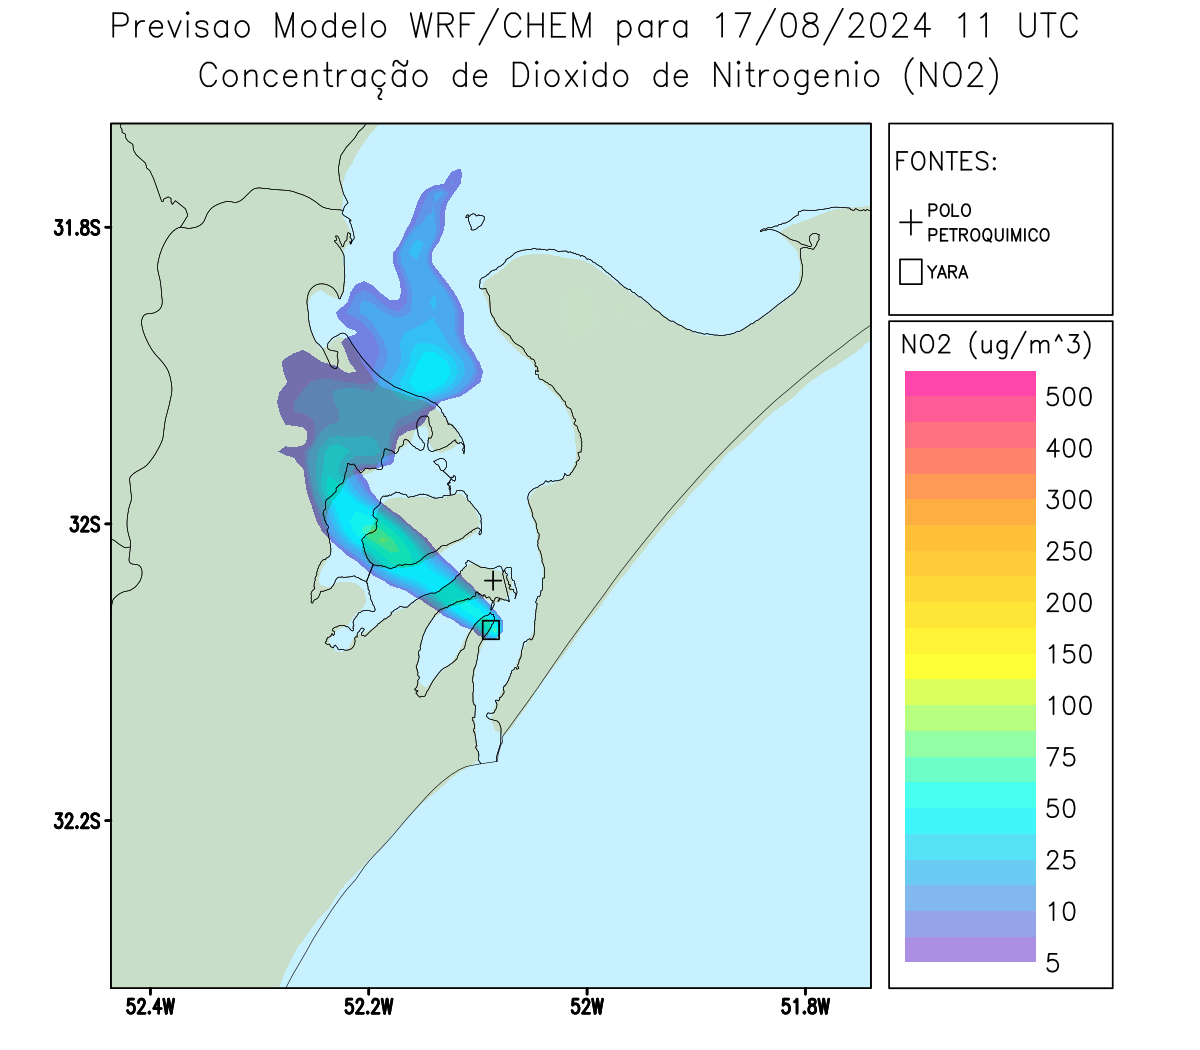 Previsao Modelo WRF/CHEM para 17/08/2024 11 UTC
Concentração de Dioxido de Nitrogenio (NO2)
FONTES:
POLO
PETROQUIMICO
YARA
NO2 (ug/m^3)
500
400
300
250
200
150
100
75
50
25
10
5
31.8S
32S
32.2S
52.4W
52.2W
52W
51.8W